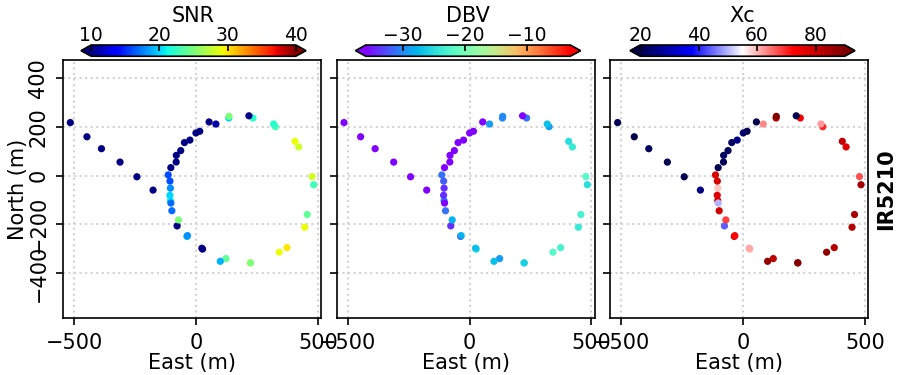 SNR DBV Xc
10 20 30 40 −30 −20 −10 20 40 60 80
North (m)
400
200
0
−200
−400
−500 0 500 −500 0 500 −500 0 500
East (m) East (m) East (m)
IR5210